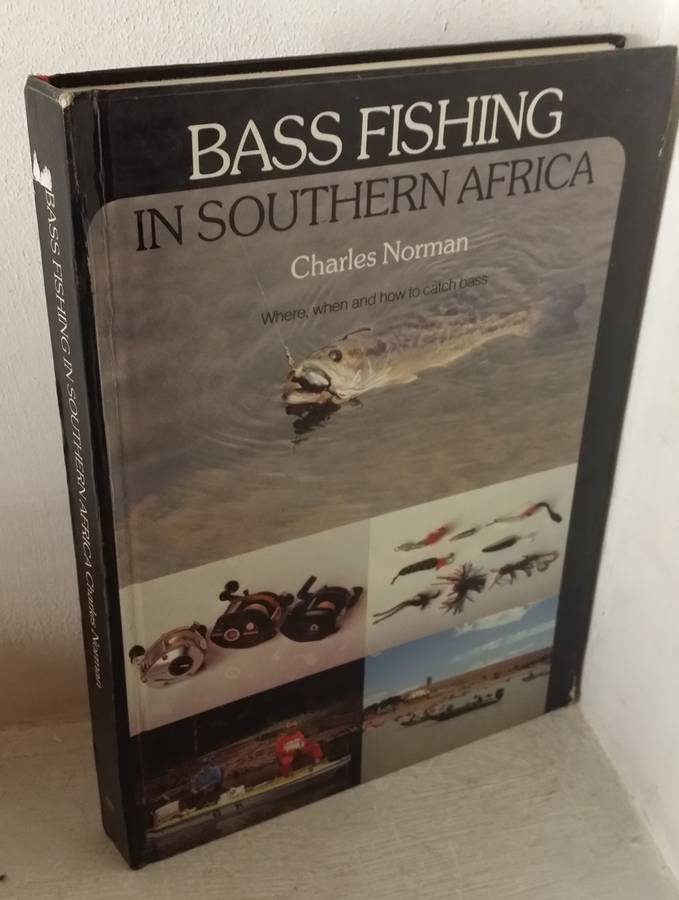 BASS FISHING
IN SOUTHERN AFRICA
Charles Norman
Where, when and how to catch bass
BASS FISHING IN SOUTHERN AFRICA Charles Norman